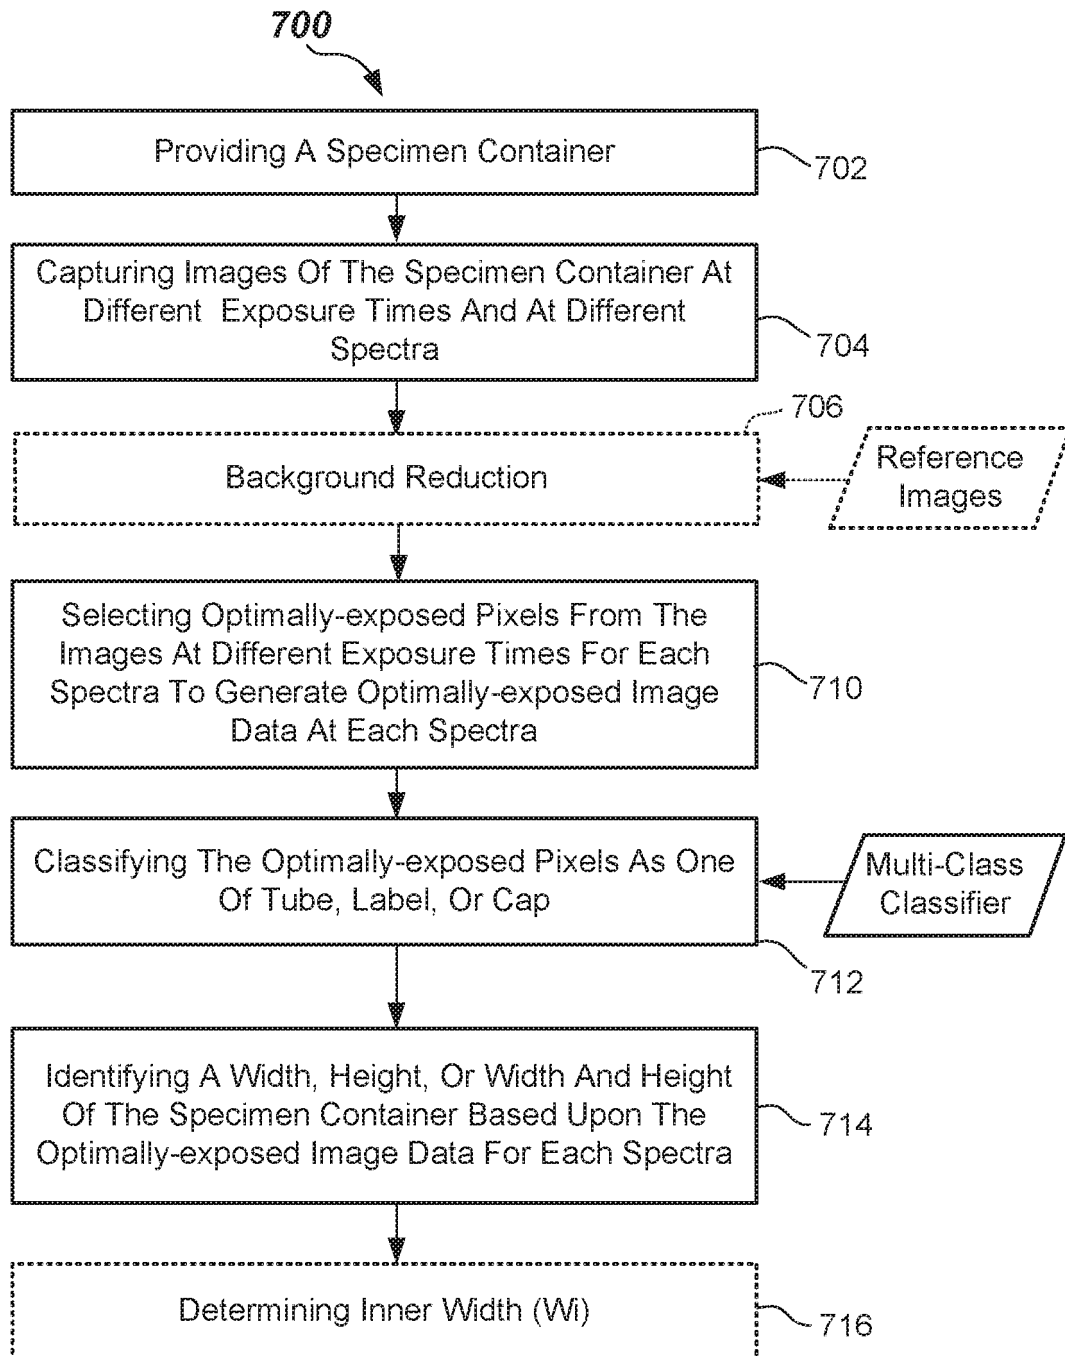 700
Providing A Specimen Container
702
Capturing Images Of The Specimen Container At
Different Exposure Times And At Different
Spectra
704
706
Background Reduction
Reference
Images
Selecting Optimally-exposed Pixels From The
Images At Different Exposure Times For Each
Spectra To Generate Optimally-exposed Image
Data At Each Spectra
710
Classifying The Optimally-exposed Pixels As One
Of Tube, Label, Or Cap
Multi-Class
Classifier
712
Identifying A Width, Height, Or Width And Height
Of The Specimen Container Based Upon The
Optimally-exposed Image Data For Each Spectra
714
Determining Inner Width (Wi)
716